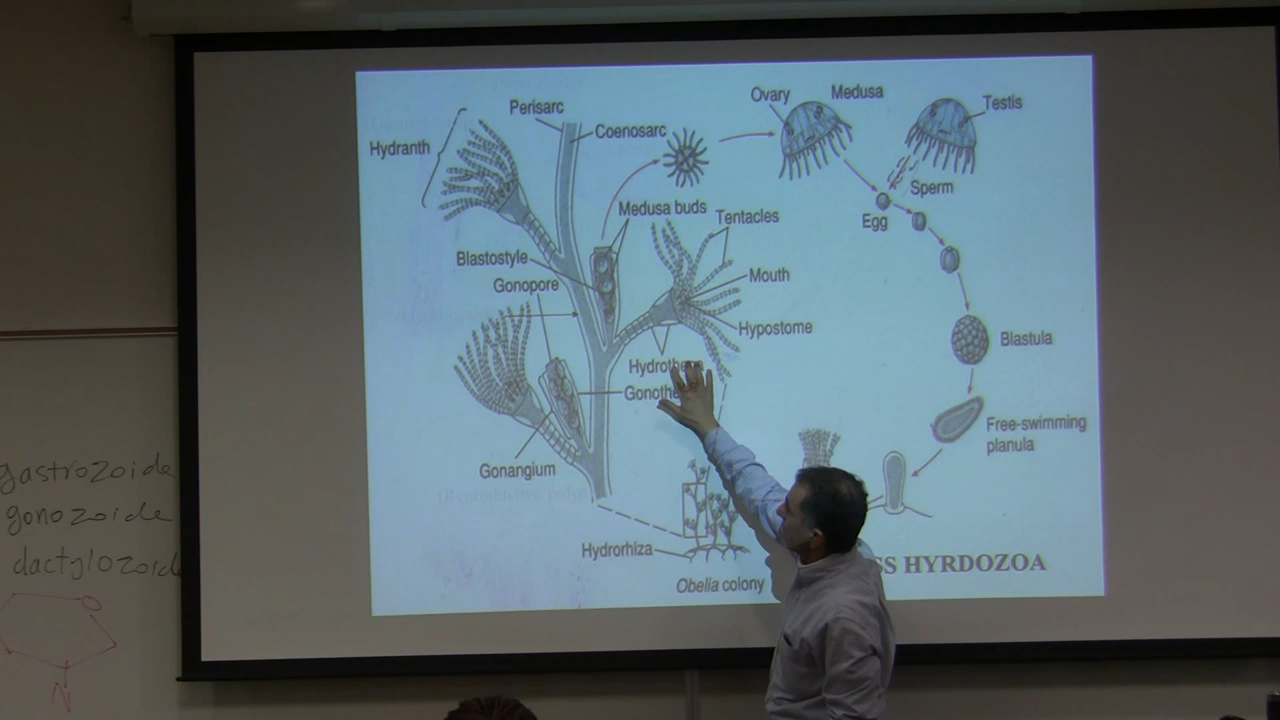 Perisarc
Coenosarc
Hydranth
Ovary
Medusa
Testis
Sperm
Egg
Medusa buds
Tentacles
Blastostyle
Gonopore
Mouth
Hypostome
Blastula
Free-swimming
planula
Gonangium
(Reproductive
Hydrorhiza
Obelia colony
HYRDOZOA
gastrozoide
gonozoide
dactylozoide
N